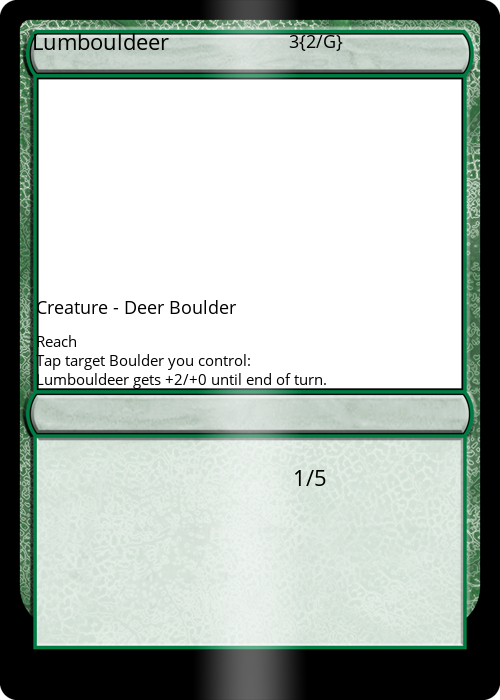 Lumbouldeer 3{2/G}
Creature - Deer Boulder
Reach
Tap target Boulder you control:
Lumbouldeer gets +2/+0 until end of turn.
1/5